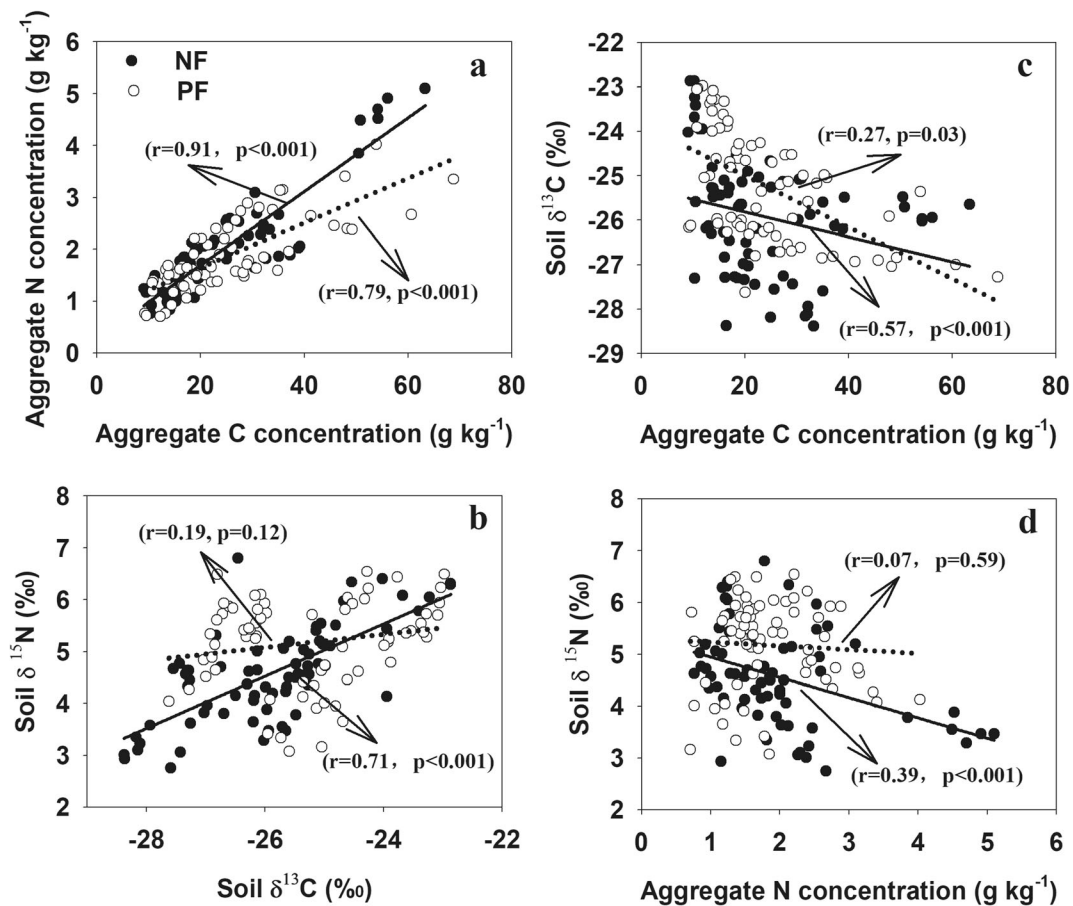 a
NF
PF
(r=0.91, p<0.001)
(r=0.79, p<0.001)
6
5
4
3
2
1
0
0 20 40 60 80
Aggregate N concentration (g kg-1)
Aggregate C concentration (g kg-1)
c
(r=0.27, p=0.03)
(r=0.57, p<0.001)
-22
-23
-24
-25
-26
-27
-28
-29
0 20 40 60 80
Soil δ13C (‰)
Aggregate C concentration (g kg-1)
b
(r=0.19, p=0.12)
(r=0.71, p<0.001)
8
7
6
5
4
3
2
-28 -26 -24 -22
Soil δ 15N (‰)
Soil δ13C (‰)
d
(r=0.07, p=0.59)
(r=0.39, p<0.001)
8
7
6
5
4
3
2
0 1 2 3 4 5 6
Soil δ 15N (‰)
Aggregate N concentration (g kg-1)